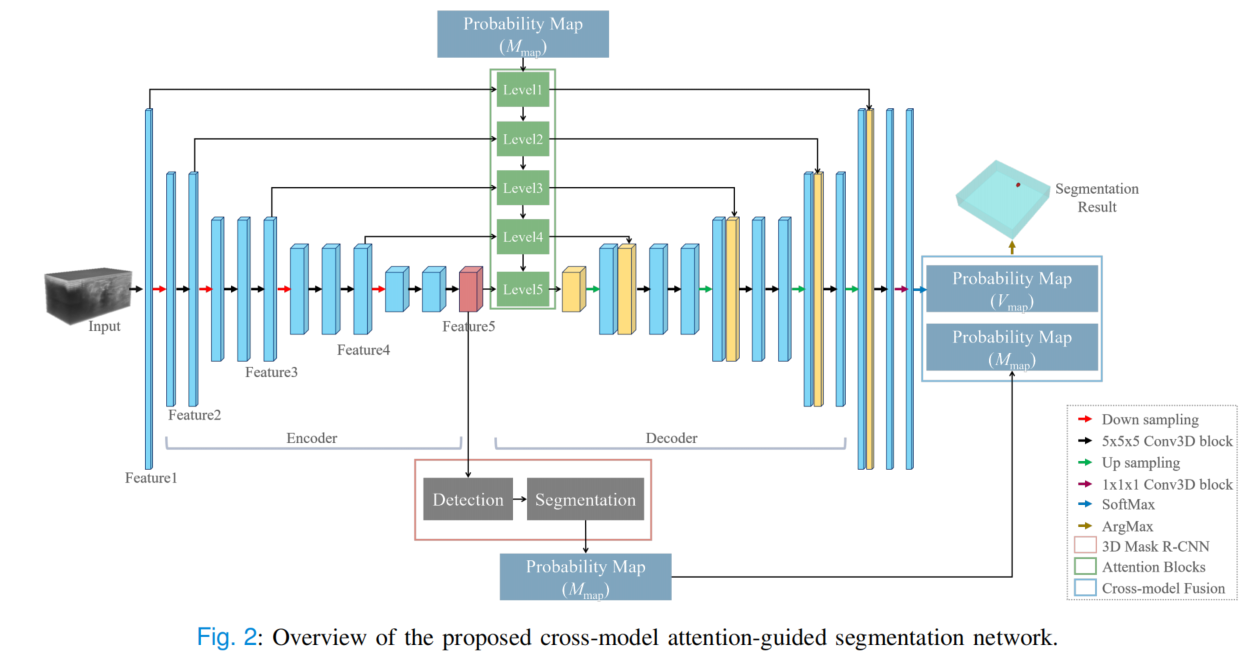 Probability Map
(Mmap)
Level1
Level2
Level3
Level4
Level5
Input
Feature1
Feature2
Feature3
Feature4
Feature5
Encoder
Decoder
Detection
Segmentation
Probability Map
(Mmap)
Segmentation
Result
Probability Map
(Vmap)
Probability Map
(Mmap)
Down sampling
5x5x5 Conv3D block
Up sampling
1x1x1 Conv3D block
SoftMax
ArgMax
3D Mask R-CNN
Attention Blocks
Cross-model Fusion
Fig. 2: Overview of the proposed cross-model attention-guided segmentation network.